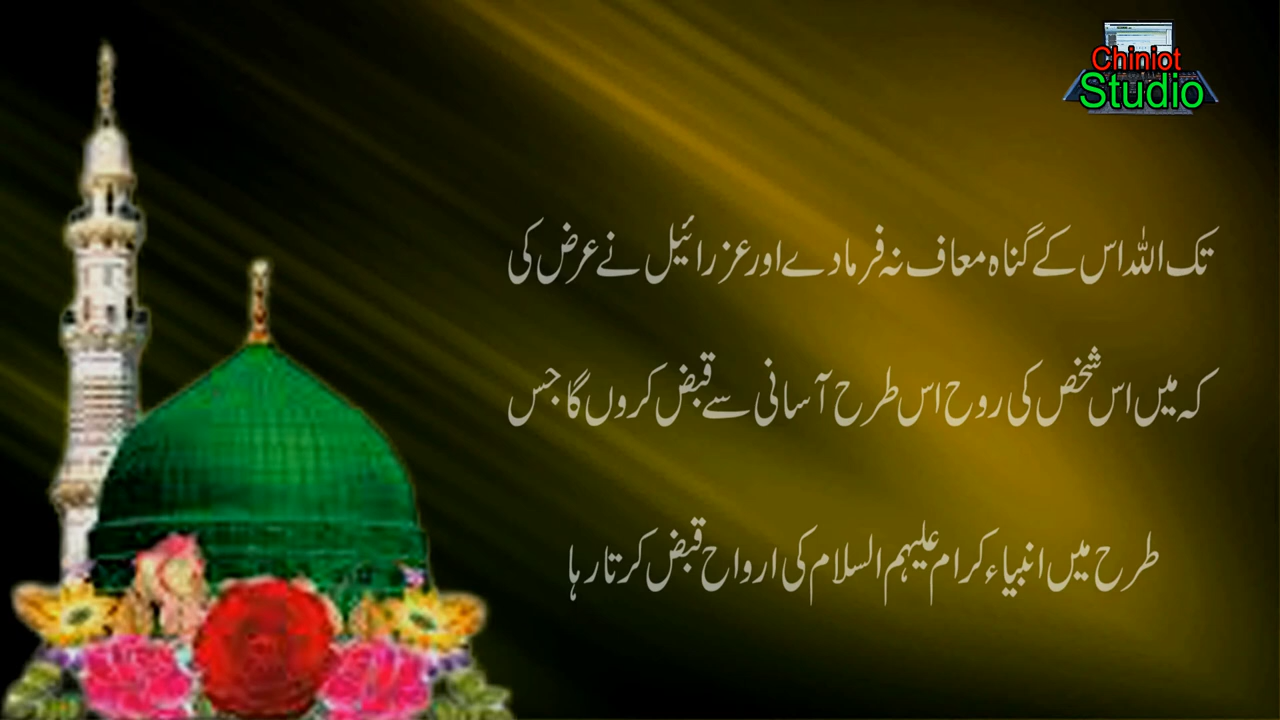 Chiniot
Studio
تک اللہ اس کے گناہ معاف نہ فرما دے اور عزرائیل نے عرض کی
کہ میں اس شخص کی روح اس طرح آسانی سے قبض کروں گا جس
طرح میں انبیاء کرام علیہم السلام کی ارواح قبض کرتا رہا